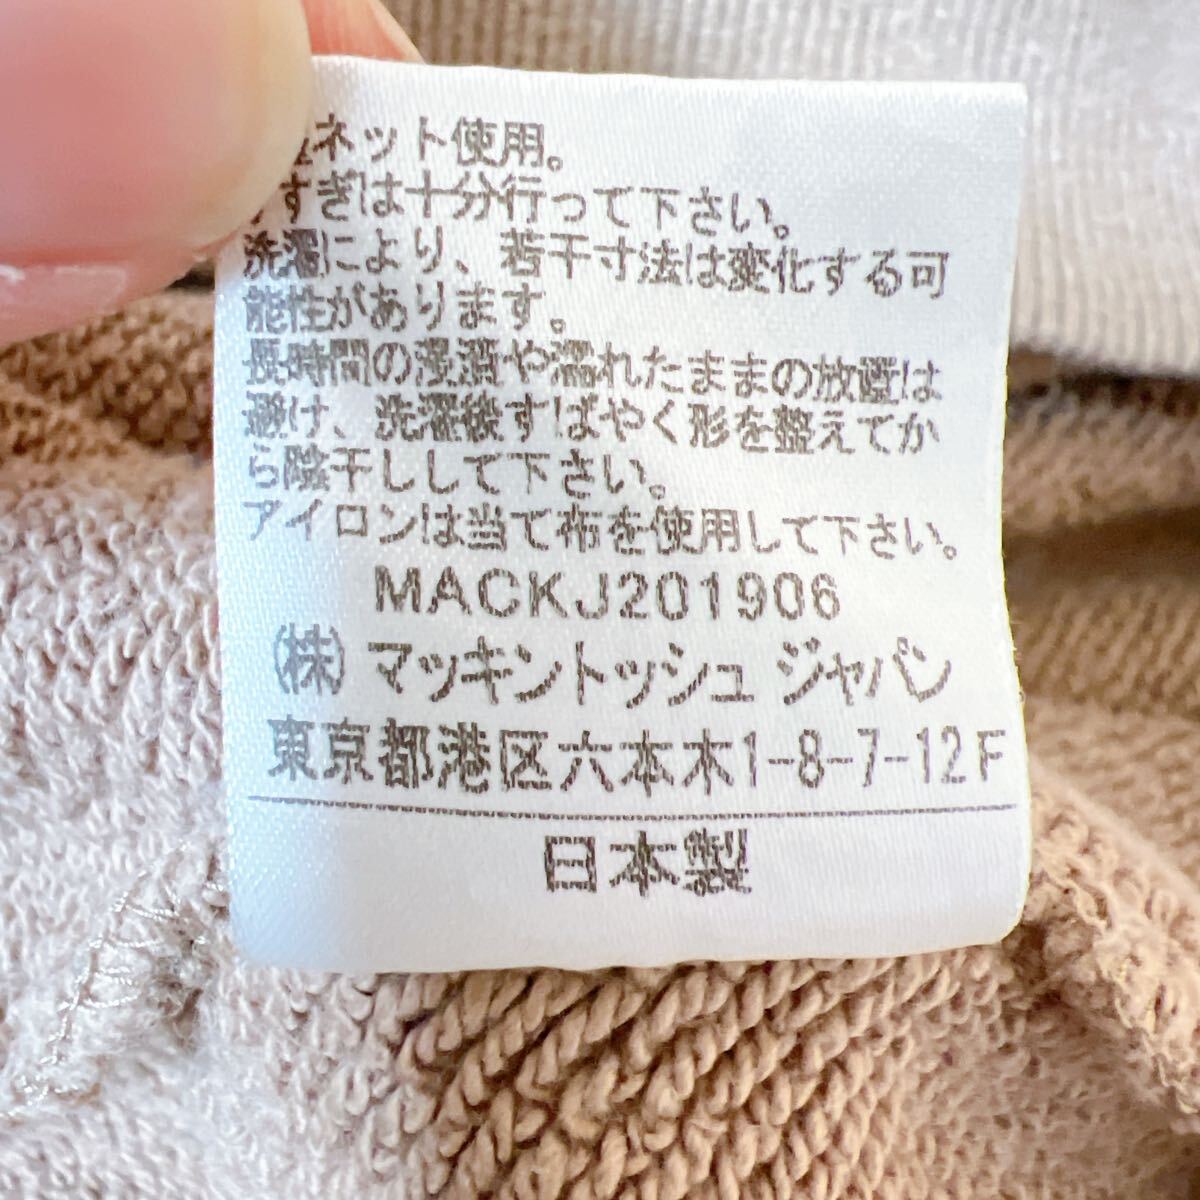 ネット使用。
すぎは十分行って下さい。
洗濯により、若干寸法は変化する可
能性があります。
長時間の浸漬や濡れたままの放置は
避け、洗濯後すばやく形を整えてか
ら陰干しして下さい。
アイロンは当て布を使用して下さい。
MACKJ201906
(株) マッキントッシュ ジャパン
東京都港区六本木1-8-7-12F
日本製